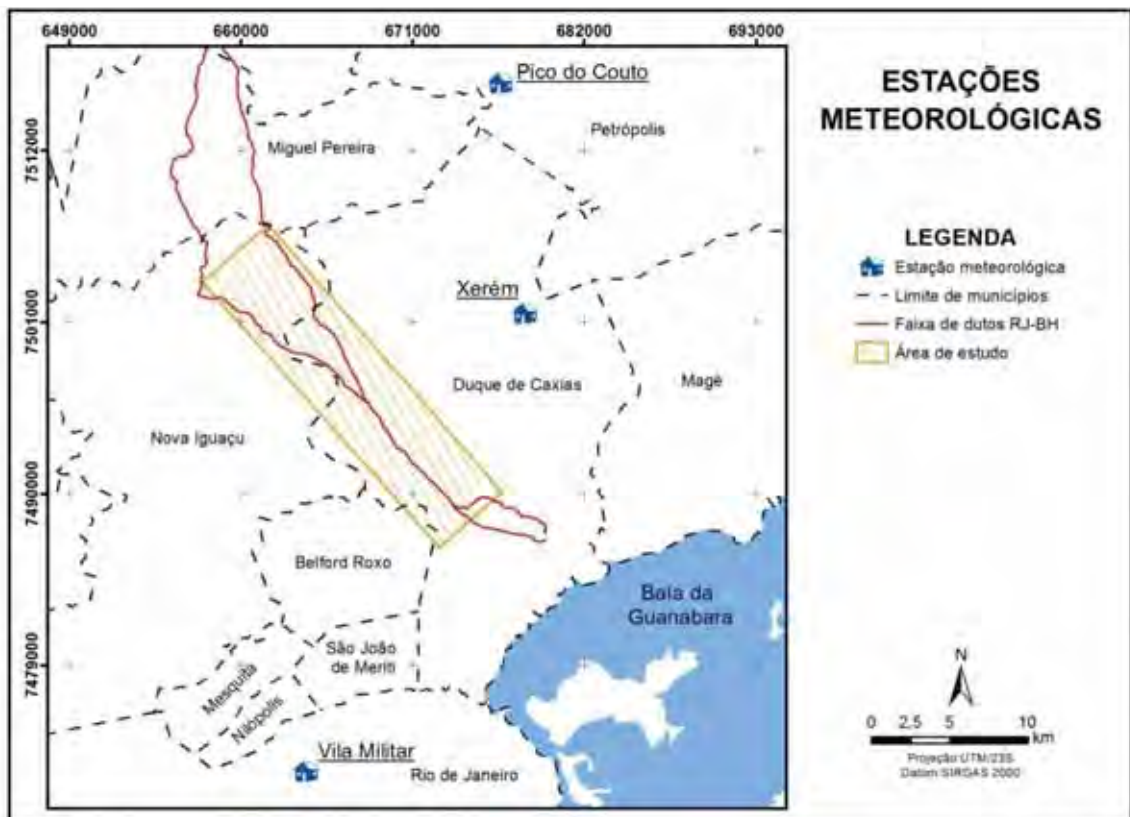 649000 660000 671000 682000 693000
7512000
7501000
7490000
7479000
Pico do Couto
Petrópolis
Miguel Pereira
Xerém
Duque de Caxias
Magé
Nova Iguaçu
Belford Roxo
Baía da
Guanabara
São João
de Meriti
Mesquita
Nilópolis
Vila Militar
Rio de Janeiro
ESTAÇÕES
METEOROLÓGICAS
LEGENDA
Estação meteorológica
Limite de municípios
Faixa de dutos RJ-BH
Área de estudo
N
0 2,5 5 10
km
Projeção UTM/23S
Datum SIRGAS 2000